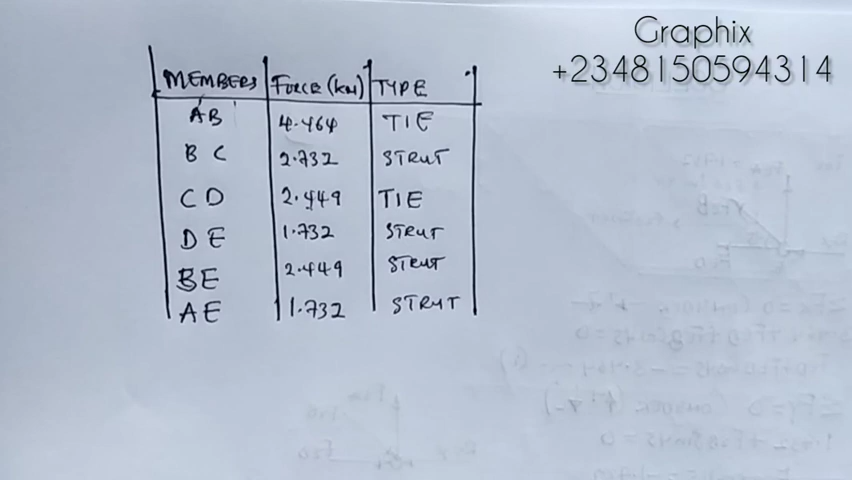 Graphix
+2348150594314
MEMBERS FORCE (KN) TYPE
AB 4.464 TIE
BC 2.732 STRUT
CD 2.449 TIE
DE 1.732 STRUT
BE 2.449 STRUT
AE 1.732 STRUT